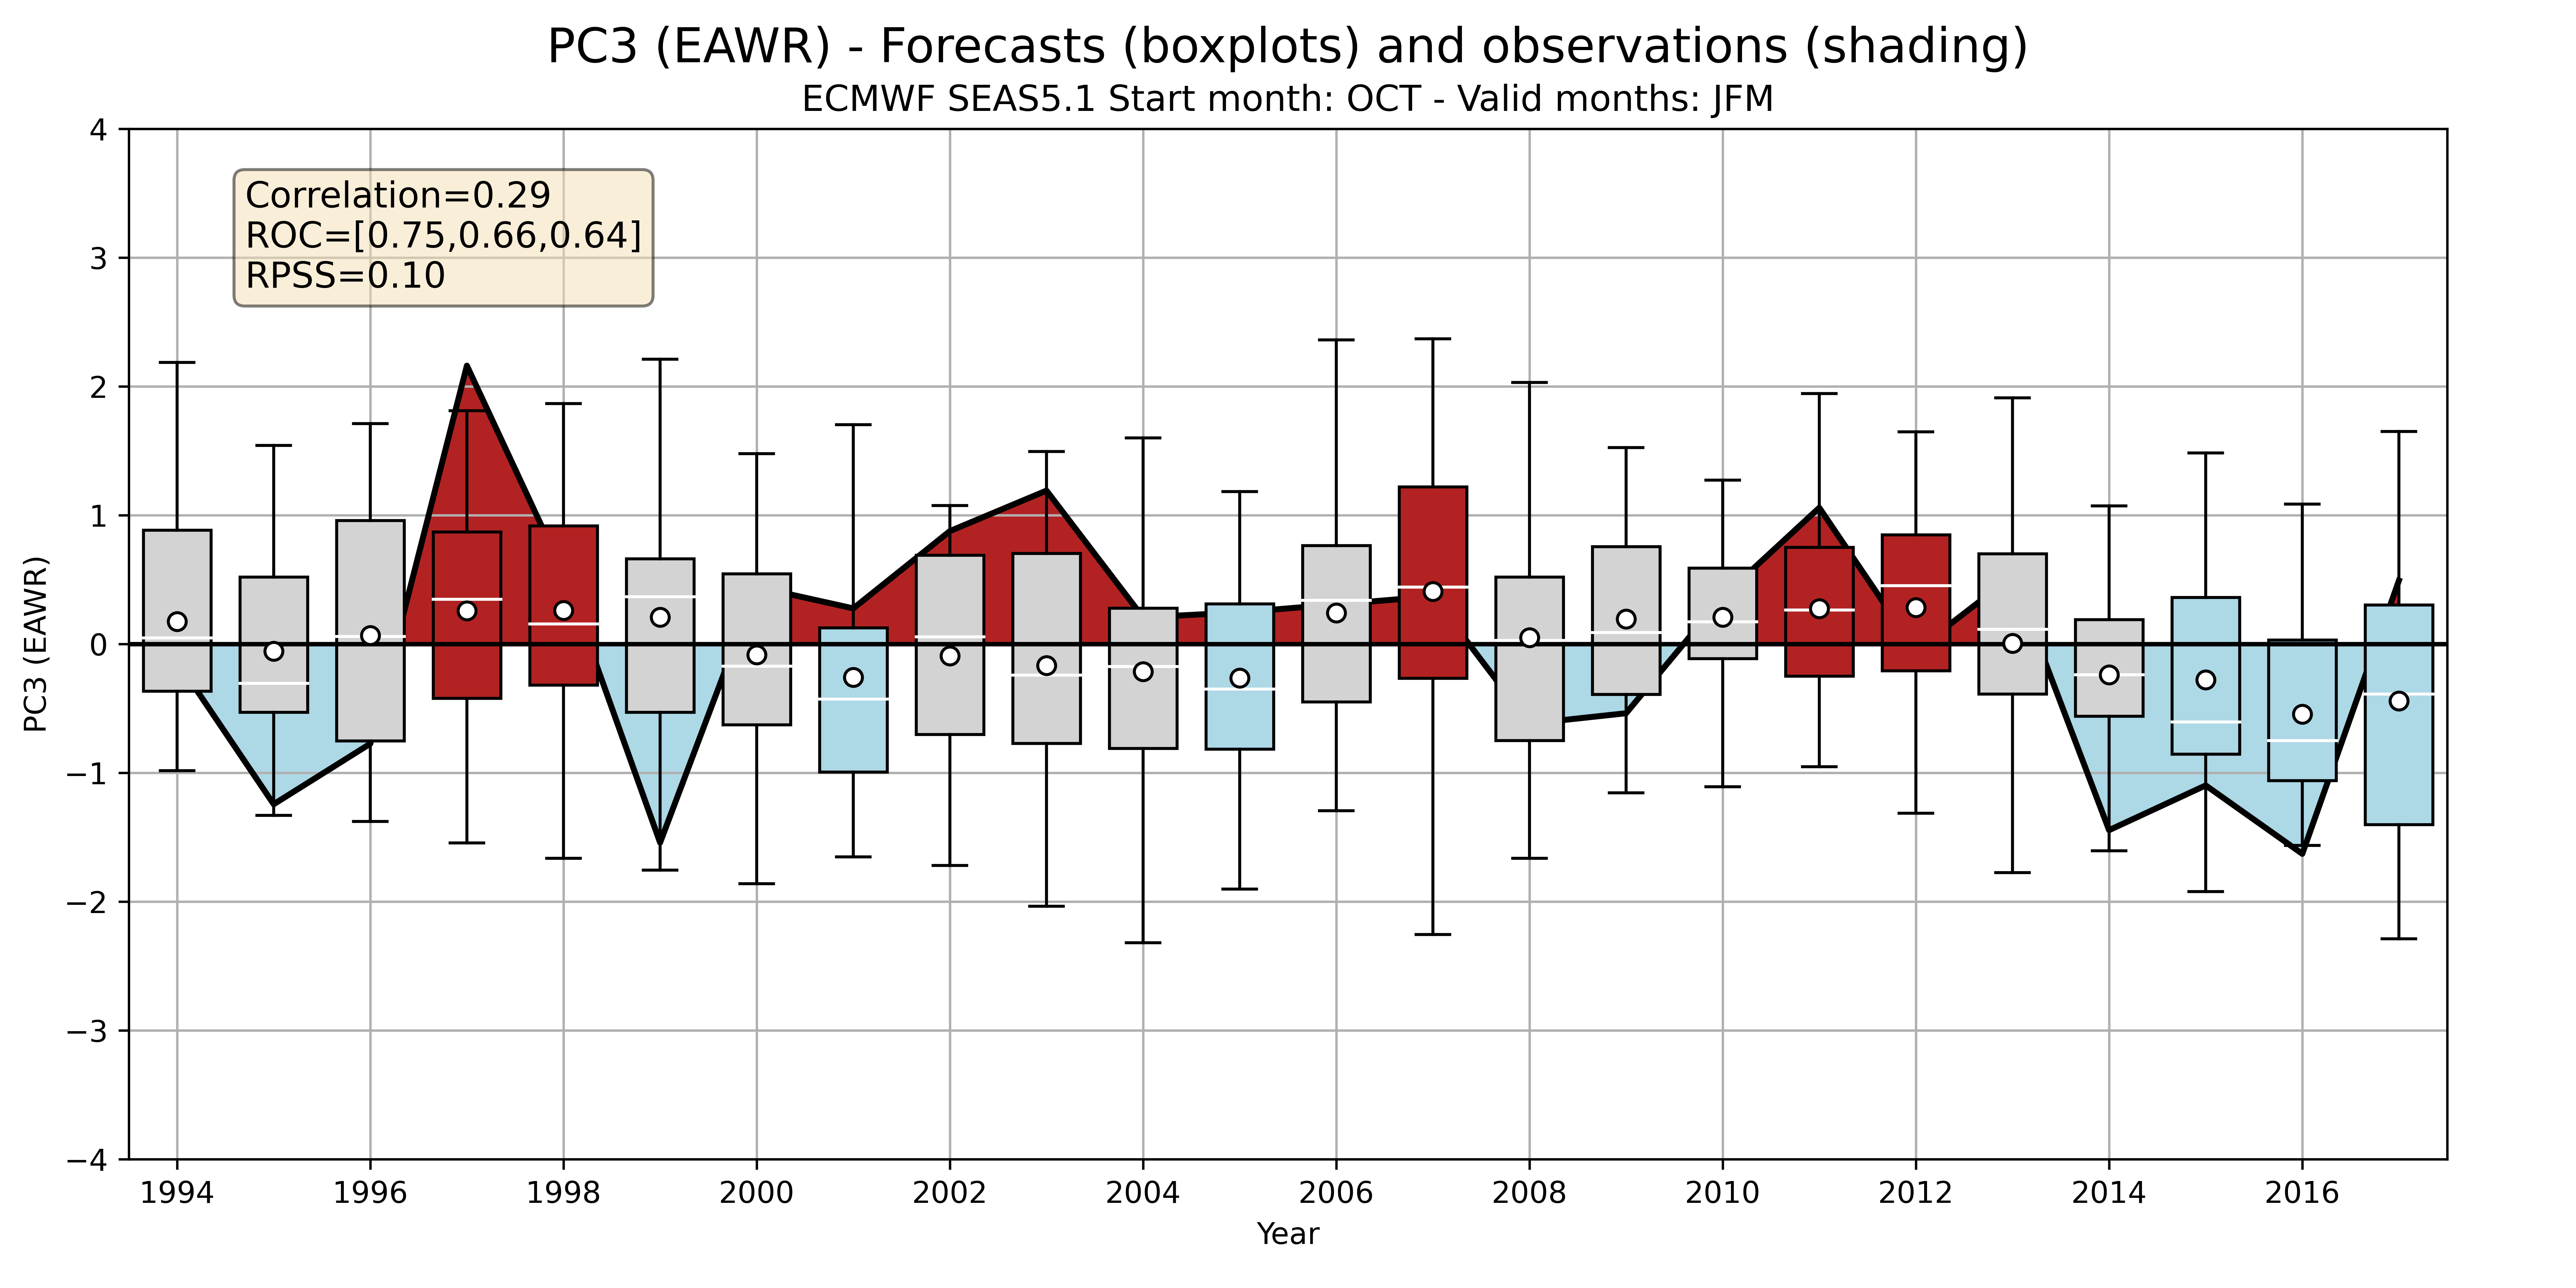 PC3 (EAWR) - Forecasts (boxplots) and observations (shading)
ECMWF SEAS5.1 Start month: OCT - Valid months: JFM
Correlation=0.29
ROC=[0.75,0.66,0.64]
RPSS=0.10
PC3 (EAWR)
4
3
2
1
0
−1
−2
−3
−4
1994 1996 1998 2000 2002 2004 2006 2008 2010 2012 2014 2016
Year